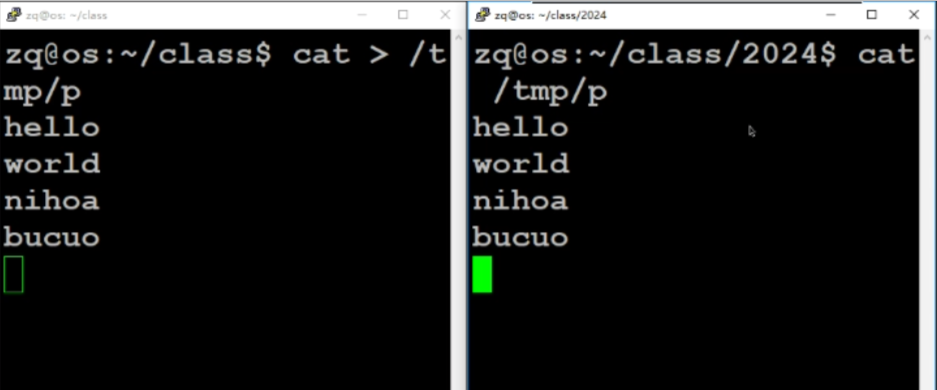 zq@os: ~/class
zq@os:~/class$ cat > /t
mp/p
hello
world
nihoa
bucuo
zq@os: ~/class/2024
zq@os:~/class/2024$ cat
 /tmp/p
hello
world
nihoa
bucuo